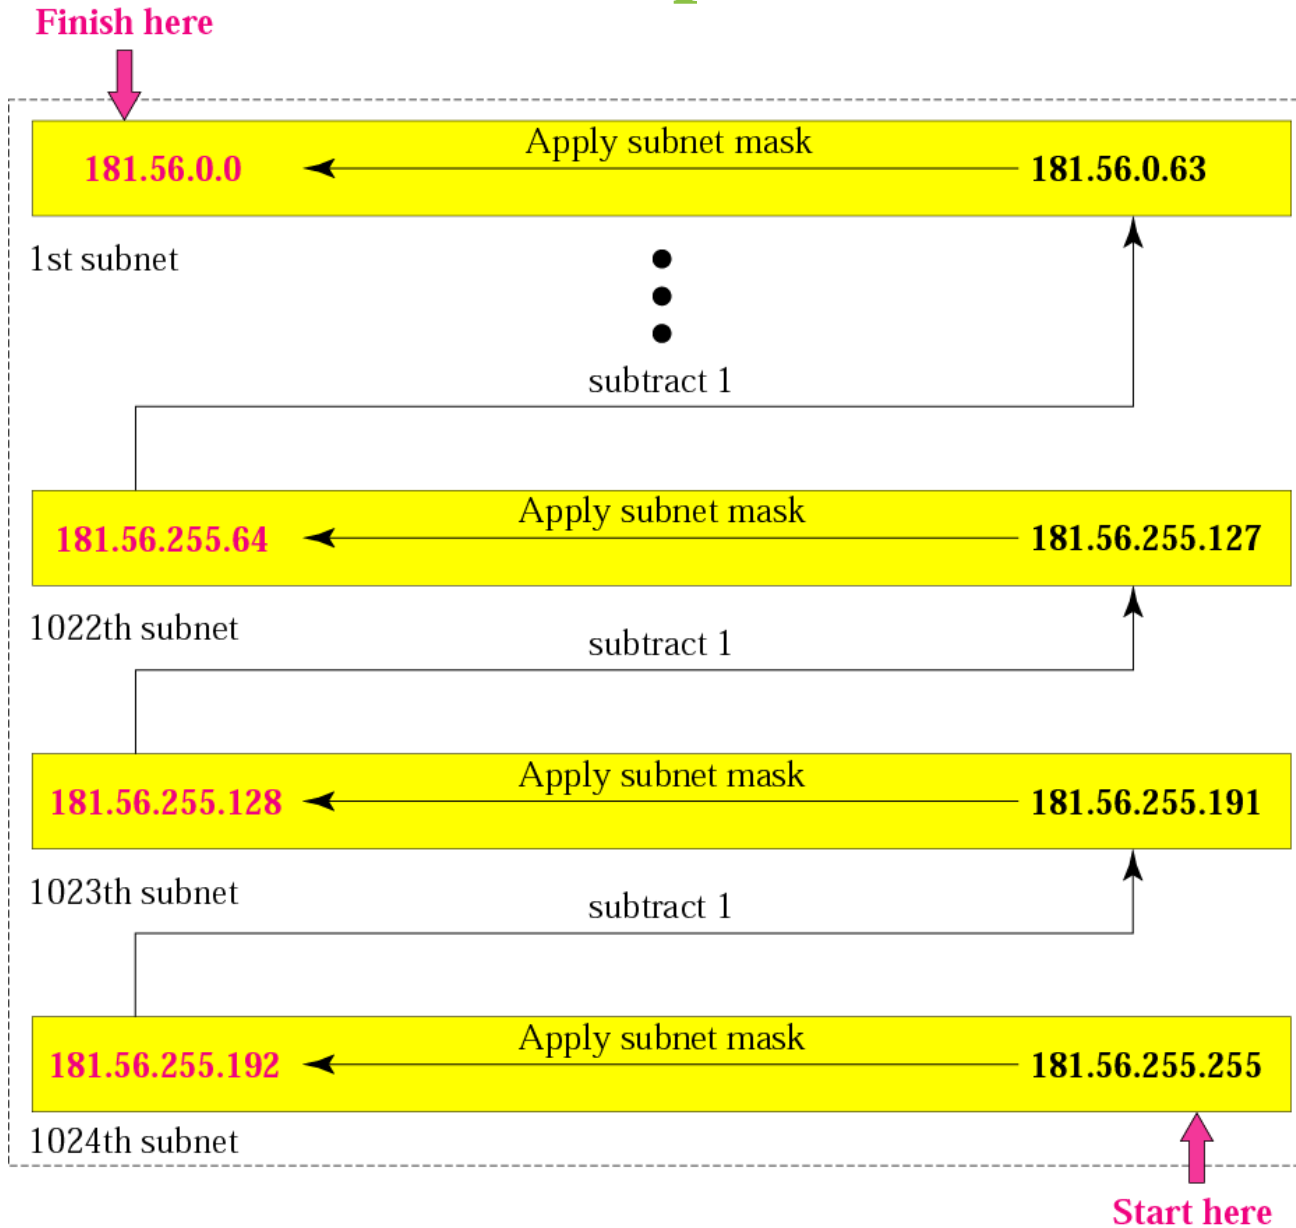 Finish here
Apply subnet mask
181.56.0.0 181.56.0.63
1st subnet
subtract 1
Apply subnet mask
181.56.255.64 181.56.255.127
1022th subnet
subtract 1
Apply subnet mask
181.56.255.128 181.56.255.191
1023th subnet
subtract 1
Apply subnet mask
181.56.255.192 181.56.255.255
1024th subnet
Start here